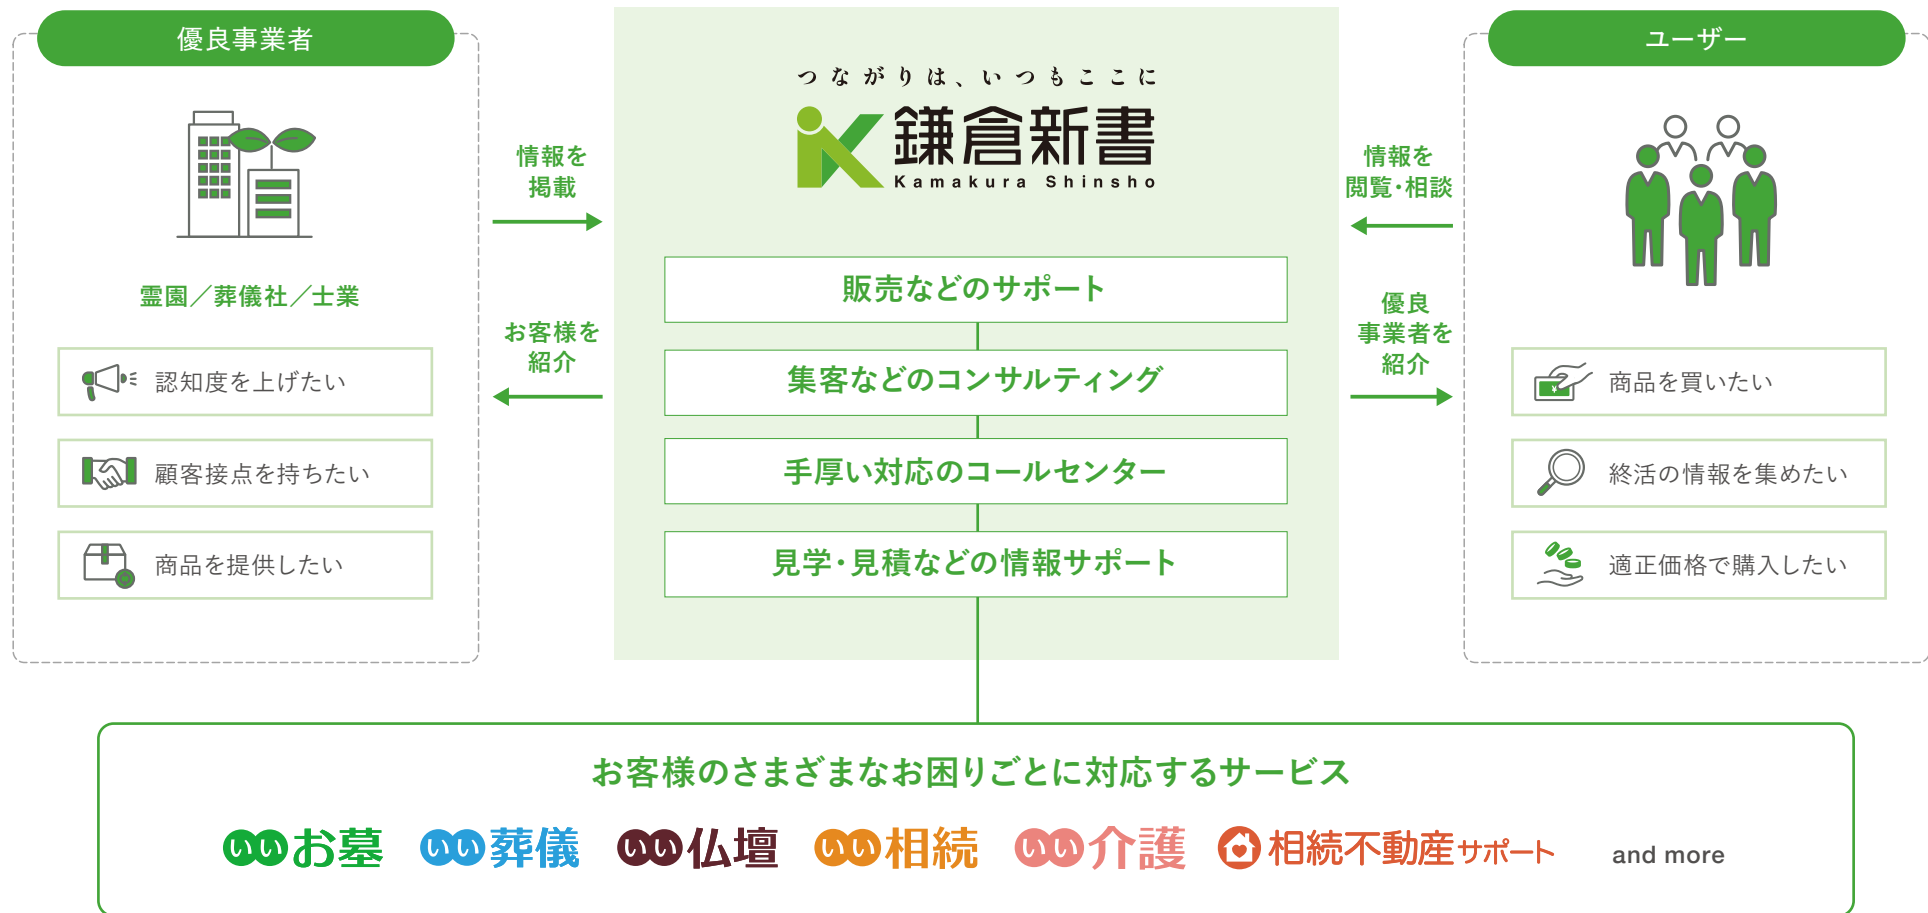 優良事業者
霊園／葬儀社／士業
認知度を上げたい
顧客接点を持ちたい
商品を提供したい
情報を
掲載
お客様を
紹介
つながりは、いつもここに
鎌倉新書
Kamakura Shinsho
販売などのサポート
集客などのコンサルティング
手厚い対応のコールセンター
見学・見積などの情報サポート
情報を
閲覧・相談
優良
事業者を
紹介
ユーザー
商品を買いたい
終活の情報を集めたい
適正価格で購入したい
お客様のさまざまなお困りごとに対応するサービス
いいお墓 いい葬儀 いい仏壇 いい相続 いい介護 相続不動産サポート and more